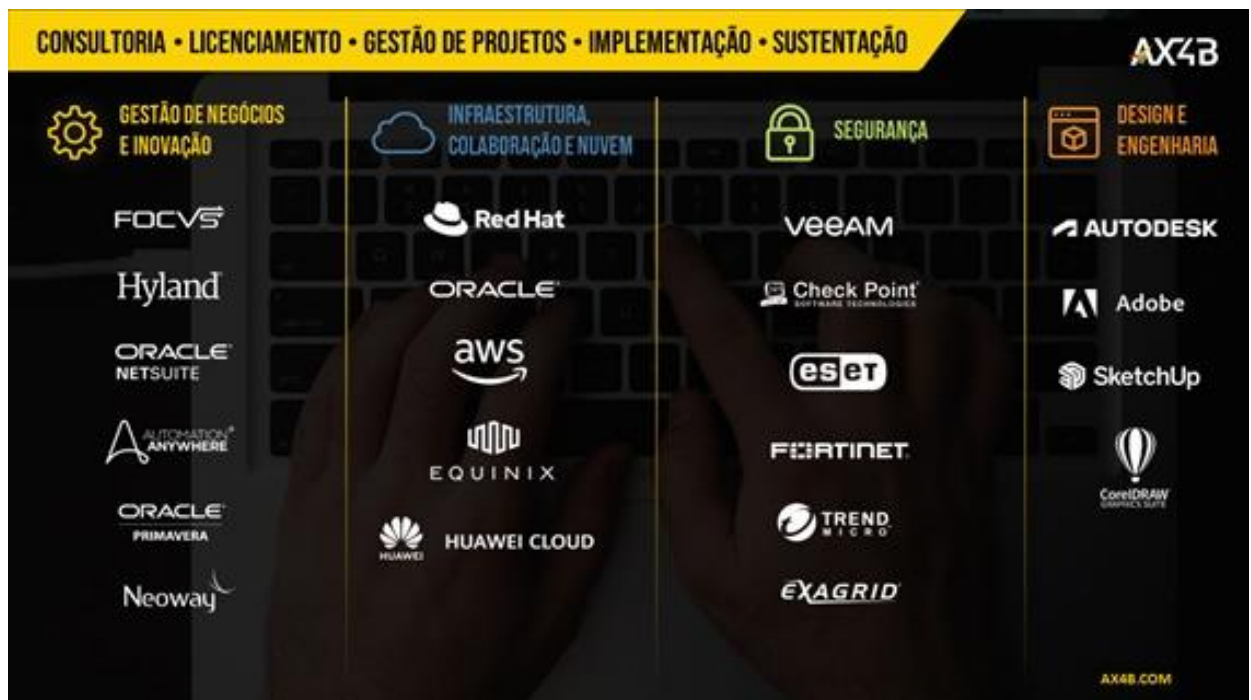 CONSULTORIA • LICENCIAMENTO • GESTÃO DE PROJETOS • IMPLEMENTAÇÃO • SUSTENTAÇÃO
AX4B
GESTÃO DE NEGÓCIOS
E INOVAÇÃO
FOCVS
Hyland
ORACLE
NETSUITE
AUTOMATION
ANYWHERE
ORACLE
PRIMAVERA
Neoway
INFRAESTRUTURA,
COLABORAÇÃO E NUVEM
Red Hat
ORACLE
aws
EQUINIX
HUAWEI
HUAWEI CLOUD
SEGURANÇA
veeAM
Check Point
SOFTWARE TECHNOLOGIES
eseT
FORTINET
TREND
MICRO
EXAGRID
DESIGN E
ENGENHARIA
AUTODESK
Adobe
SketchUp
CorelDRAW
GRAPHICS SUITE
AX4B.COM